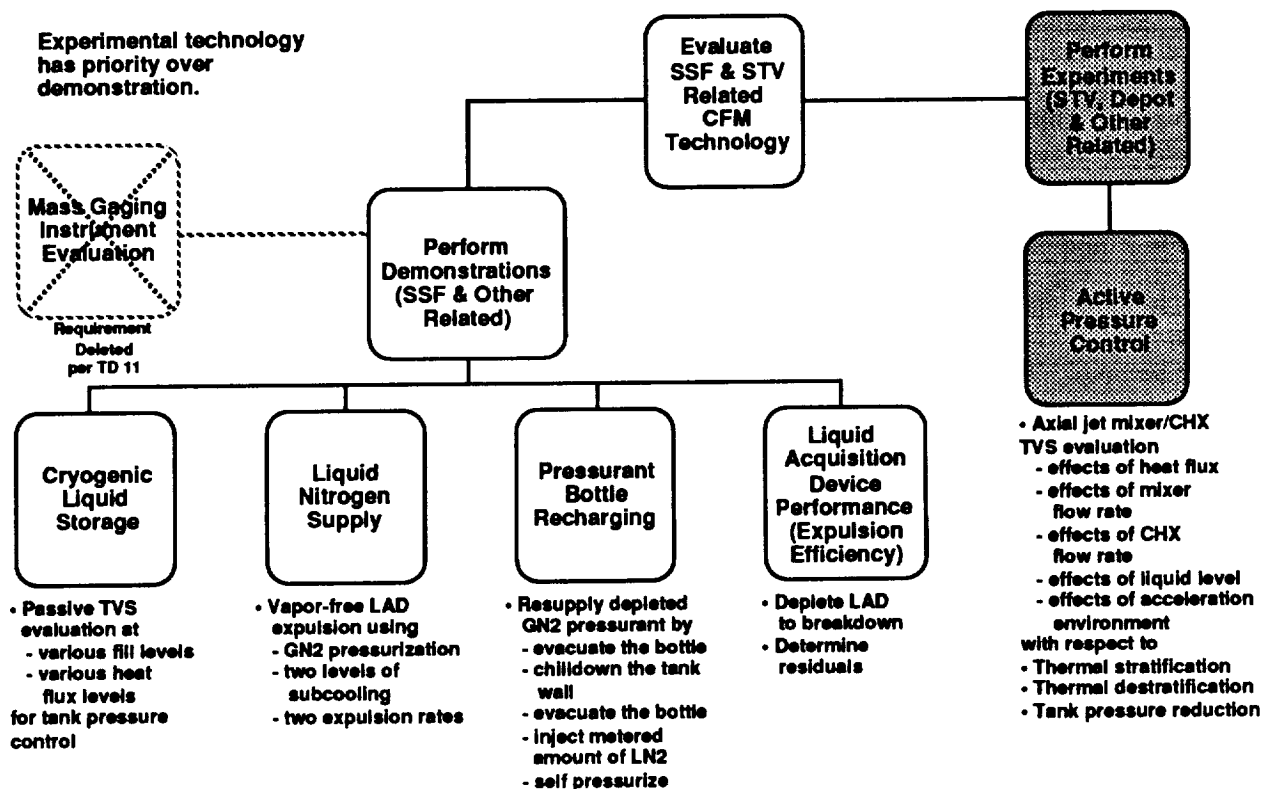 Experimental technology
has priority over
demonstration.
Evaluate
SSF & STV
Related
CFM
Technology
Perform
Experiments
(STV, Depot
& Other
Related)
Mass Gaging
Instrument
Evaluation
Requirement
Deleted
per TD 11
Perform
Demonstrations
(SSF & Other
Related)
Active
Pressure
Control
• Axial jet mixer/CHX
TVS evaluation
- effects of heat flux
- effects of mixer
flow rate
- effects of CHX
flow rate
- effects of liquid level
- effects of acceleration
environment
with respect to
• Thermal stratification
• Thermal destratification
• Tank pressure reduction
Cryogenic
Liquid
Storage
• Passive TVS
evaluation at
- various fill levels
- various heat
flux levels
for tank pressure
control
Liquid
Nitrogen
Supply
• Vapor-free LAD
expulsion using
- GN2 pressurization
- two levels of
subcooling
- two expulsion rates
Pressurant
Bottle
Recharging
• Resupply depleted
GN2 pressurant by
- evacuate the bottle
- chilldown the tank
wall
- evacuate the bottle
- inject metered
amount of LN2
- self pressurize
Liquid
Acquisition
Device
Performance
(Expulsion
Efficiency)
• Deplete LAD
to breakdown
• Determine
residuals